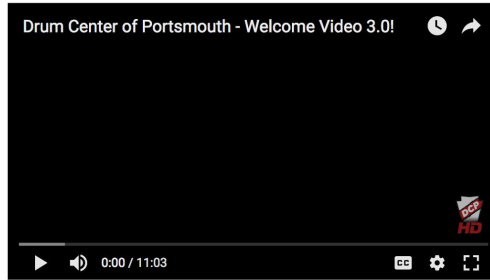 Drum Center of Portsmouth - Welcome Video 3.0!
DCP
HD
0:00 / 11:03
CC